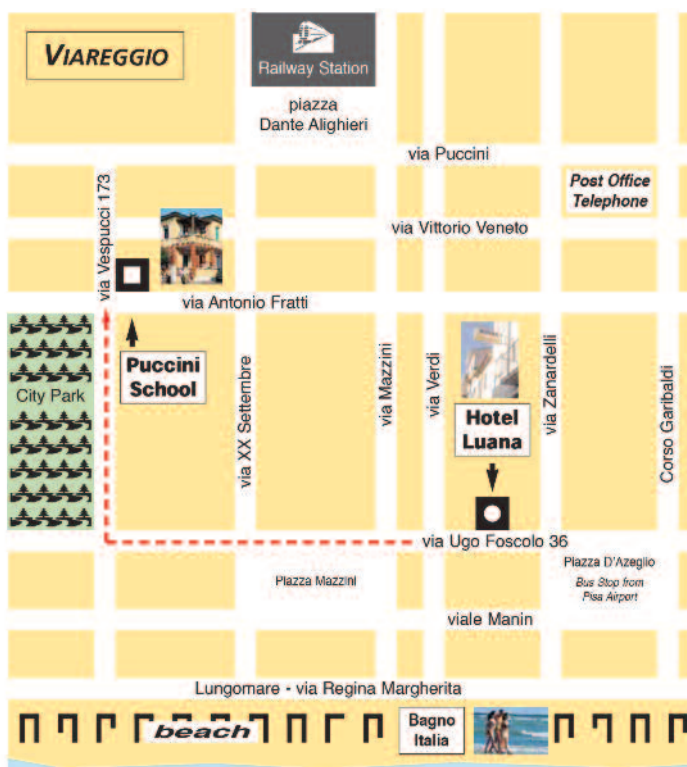 VIAREGGIO
Railway Station
piazza
Dante Alighieri
via Puccini
Post Office
Telephone
via Vespucci 173
via Vittorio Veneto
via Antonio Fratti
Puccini
School
City Park
via XX Settembre
via Mazzini
via Verdi
Hotel
Luana
via Zanardelli
Corso Garibaldi
via Ugo Foscolo 36
Piazza D'Azeglio
Bus Stop from
Pisa Airport
Piazza Mazzini
viale Manin
Lungomare - via Regina Margherita
beach
Bagno
Italia